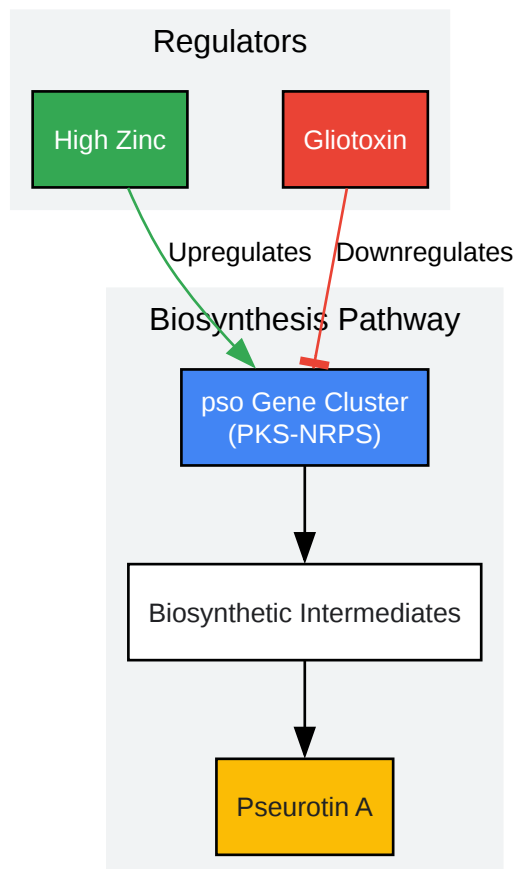 Regulators
High Zinc
Gliotoxin
Upregulates
Downregulates
Biosynthesis Pathway
pso Gene Cluster
(PKS-NRPS)
Biosynthetic Intermediates
Pseurotin A